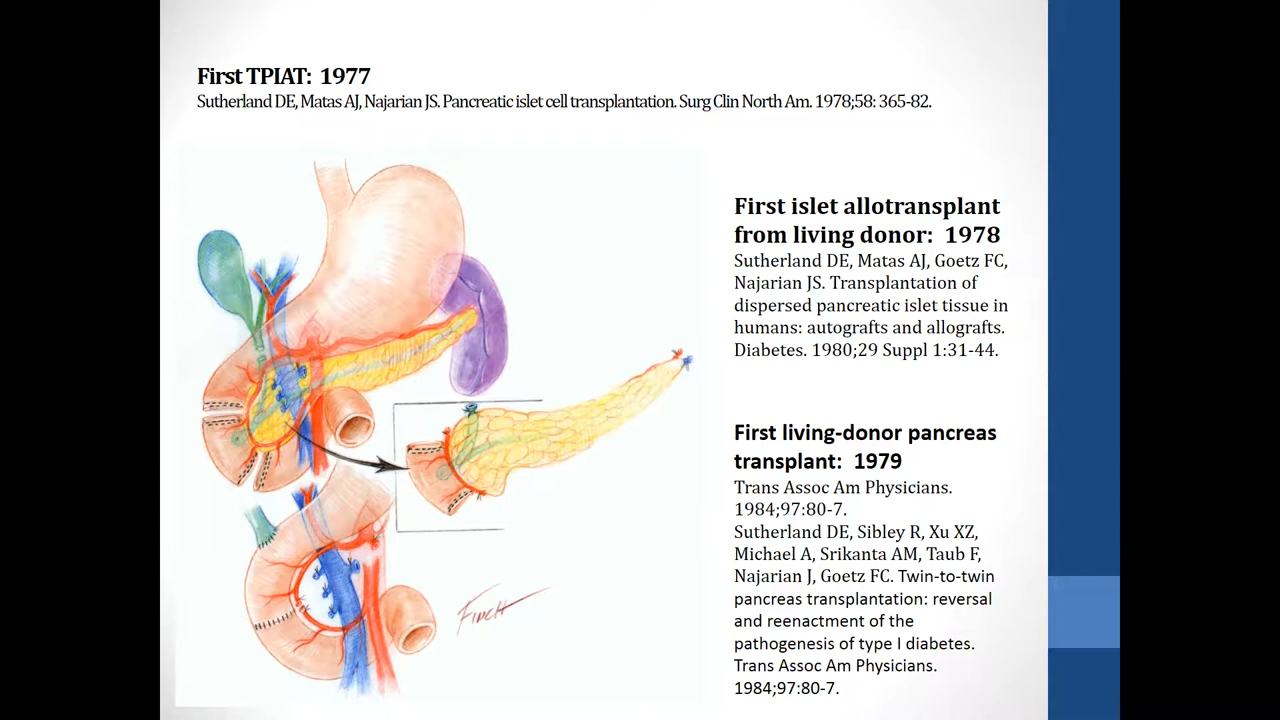 First TPIAT:  1977
Sutherland DE, Matas AJ, Najarian JS. Pancreatic islet cell transplantation. Surg Clin North Am. 1978;58: 365-82.
First islet allotransplant
from living donor:  1978
Sutherland DE, Matas AJ, Goetz FC,
Najarian JS. Transplantation of
dispersed pancreatic islet tissue in
humans: autografts and allografts.
Diabetes. 1980;29 Suppl 1:31-44.
First living-donor pancreas
transplant:  1979
Trans Assoc Am Physicians.
1984;97:80-7.
Sutherland DE, Sibley R, Xu XZ,
Michael A, Srikanta AM, Taub F,
Najarian J, Goetz FC. Twin-to-twin
pancreas transplantation: reversal
and reenactment of the
pathogenesis of type I diabetes.
Trans Assoc Am Physicians.
1984;97:80-7.
Finch